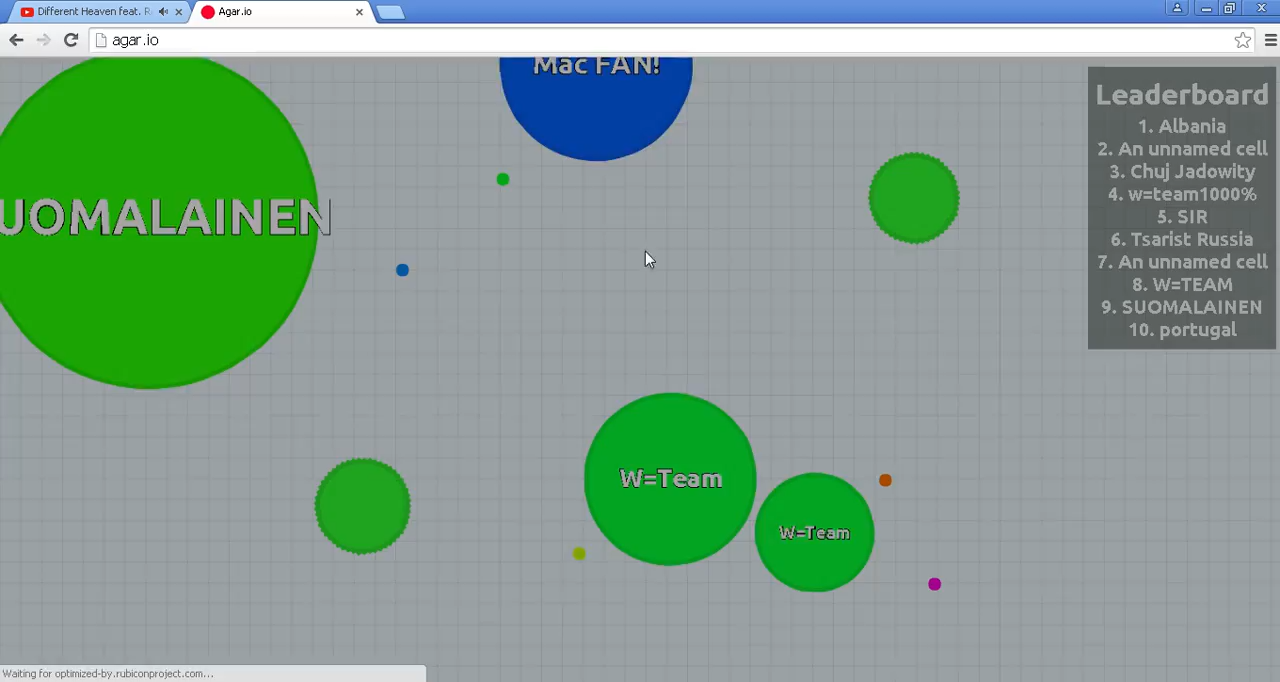 Different Heaven feat. R
Agar.io
agar.io
Mac FAN!
UOMALAINEN
W=Team
W=Team
Leaderboard
1. Albania
2. An unnamed cell
3. Chuj Jadowity
4. w=team1000%
5. SIR
6. Tsarist Russia
7. An unnamed cell
8. W=TEAM
9. SUOMALAINEN
10. portugal
Waiting for optimized-by.rubiconproject.com...